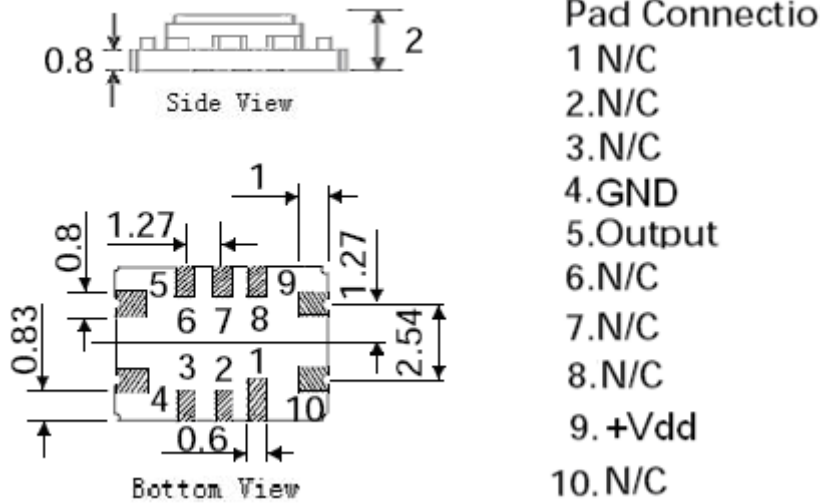 Pad Connectio
1 N/C
2.N/C
3.N/C
4.GND
5.Output
6.N/C
7.N/C
8.N/C
9.+Vdd
10.N/C
0.8
2
Side View
1
1.27
0.8
1.27
5
9
6 7 8
0.83
2.54
3 2 1
4
10
0.6
Bottom View